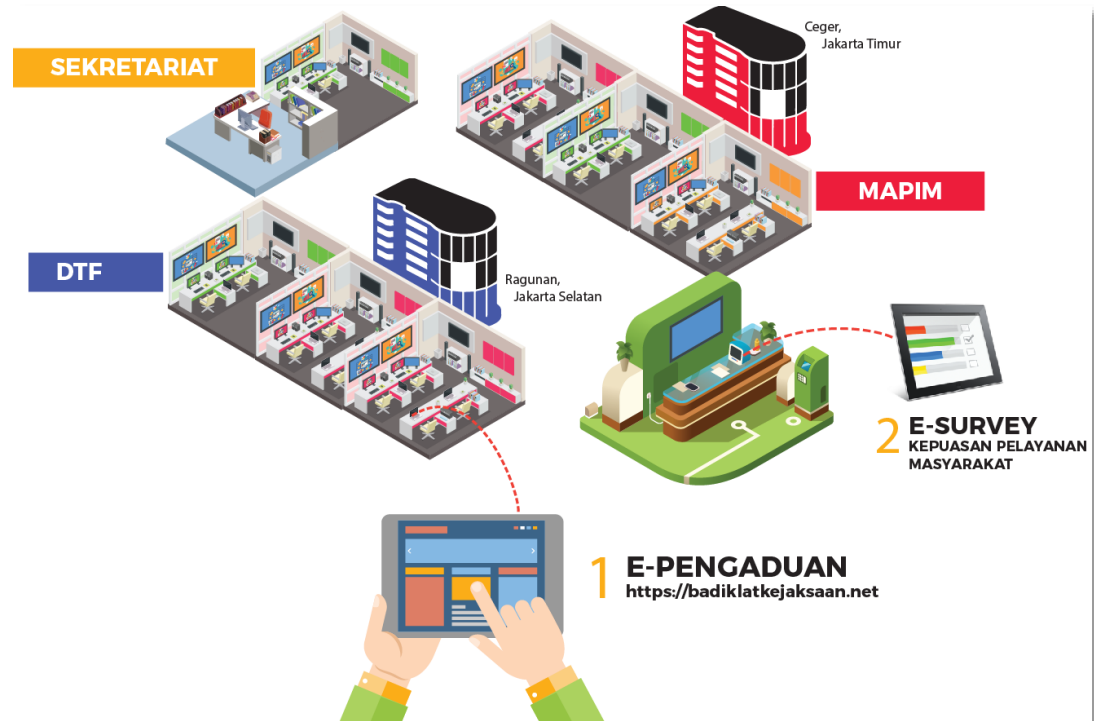 SEKRETARIAT
Ceger,
Jakarta Timur
MAPIM
DTF
Ragunan,
Jakarta Selatan
2 E-SURVEY
KEPUASAN PELAYANAN
MASYARAKAT
1 E-PENGADUAN
https://badiklatkejaksaan.net